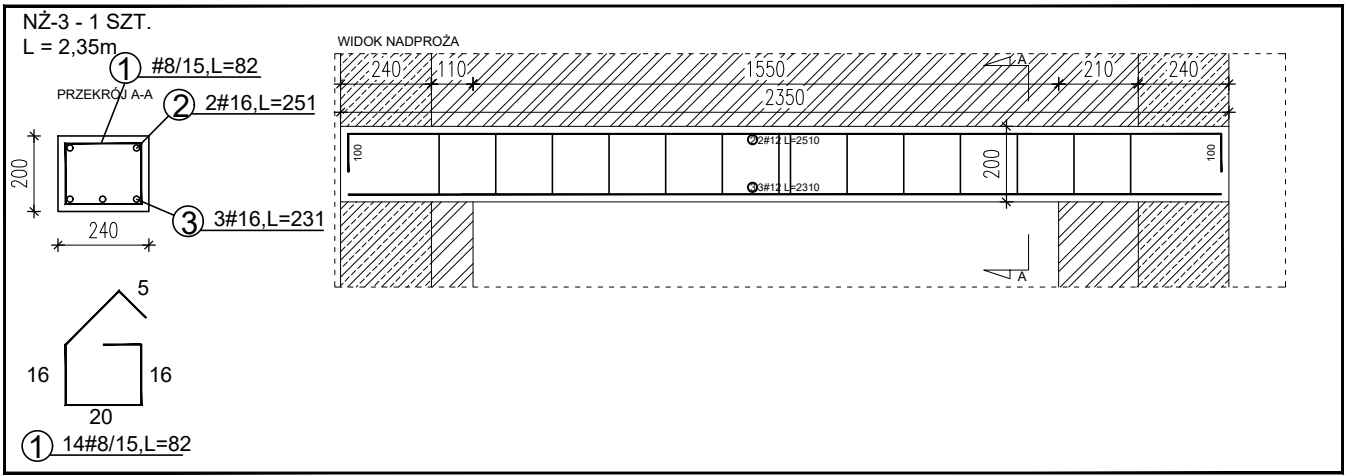 NŻ-3 - 1 SZT.
L = 2,35m
1 #8/15,L=82
PRZEKRÓJ A-A
2 2#16,L=251
200
240
3 3#16,L=231
5
16
16
20
1 14#8/15,L=82
WIDOK NADPROŻA
240
110
1550
A
210
240
2350
100
2#12 L=2510
200
100
3#12 L=2310
A